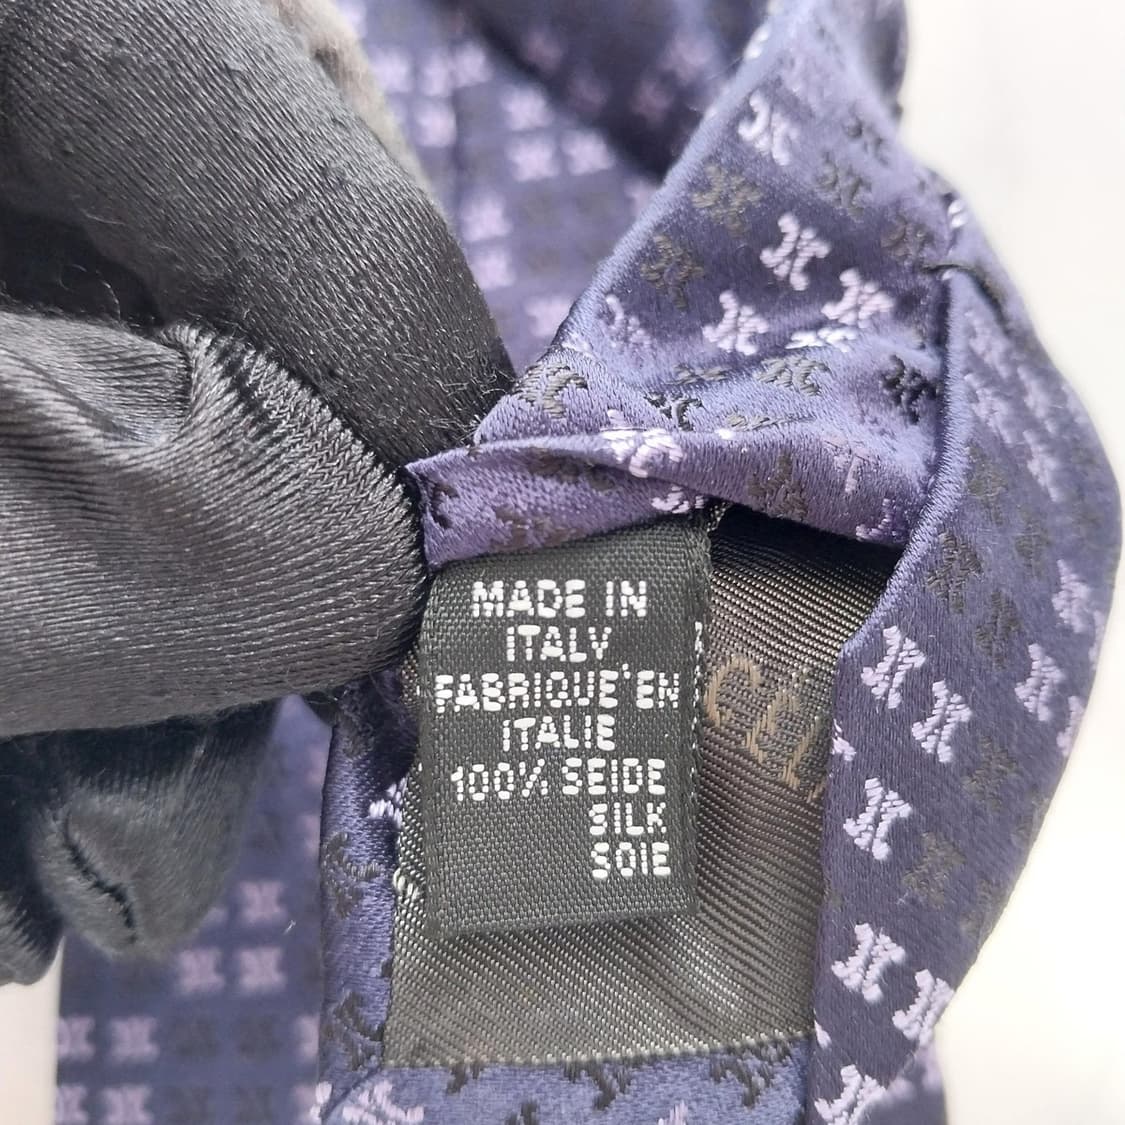 MADE IN
ITALY
FABRIQUE'EN
ITALIE
100% SEIDE
SILK
SOIE